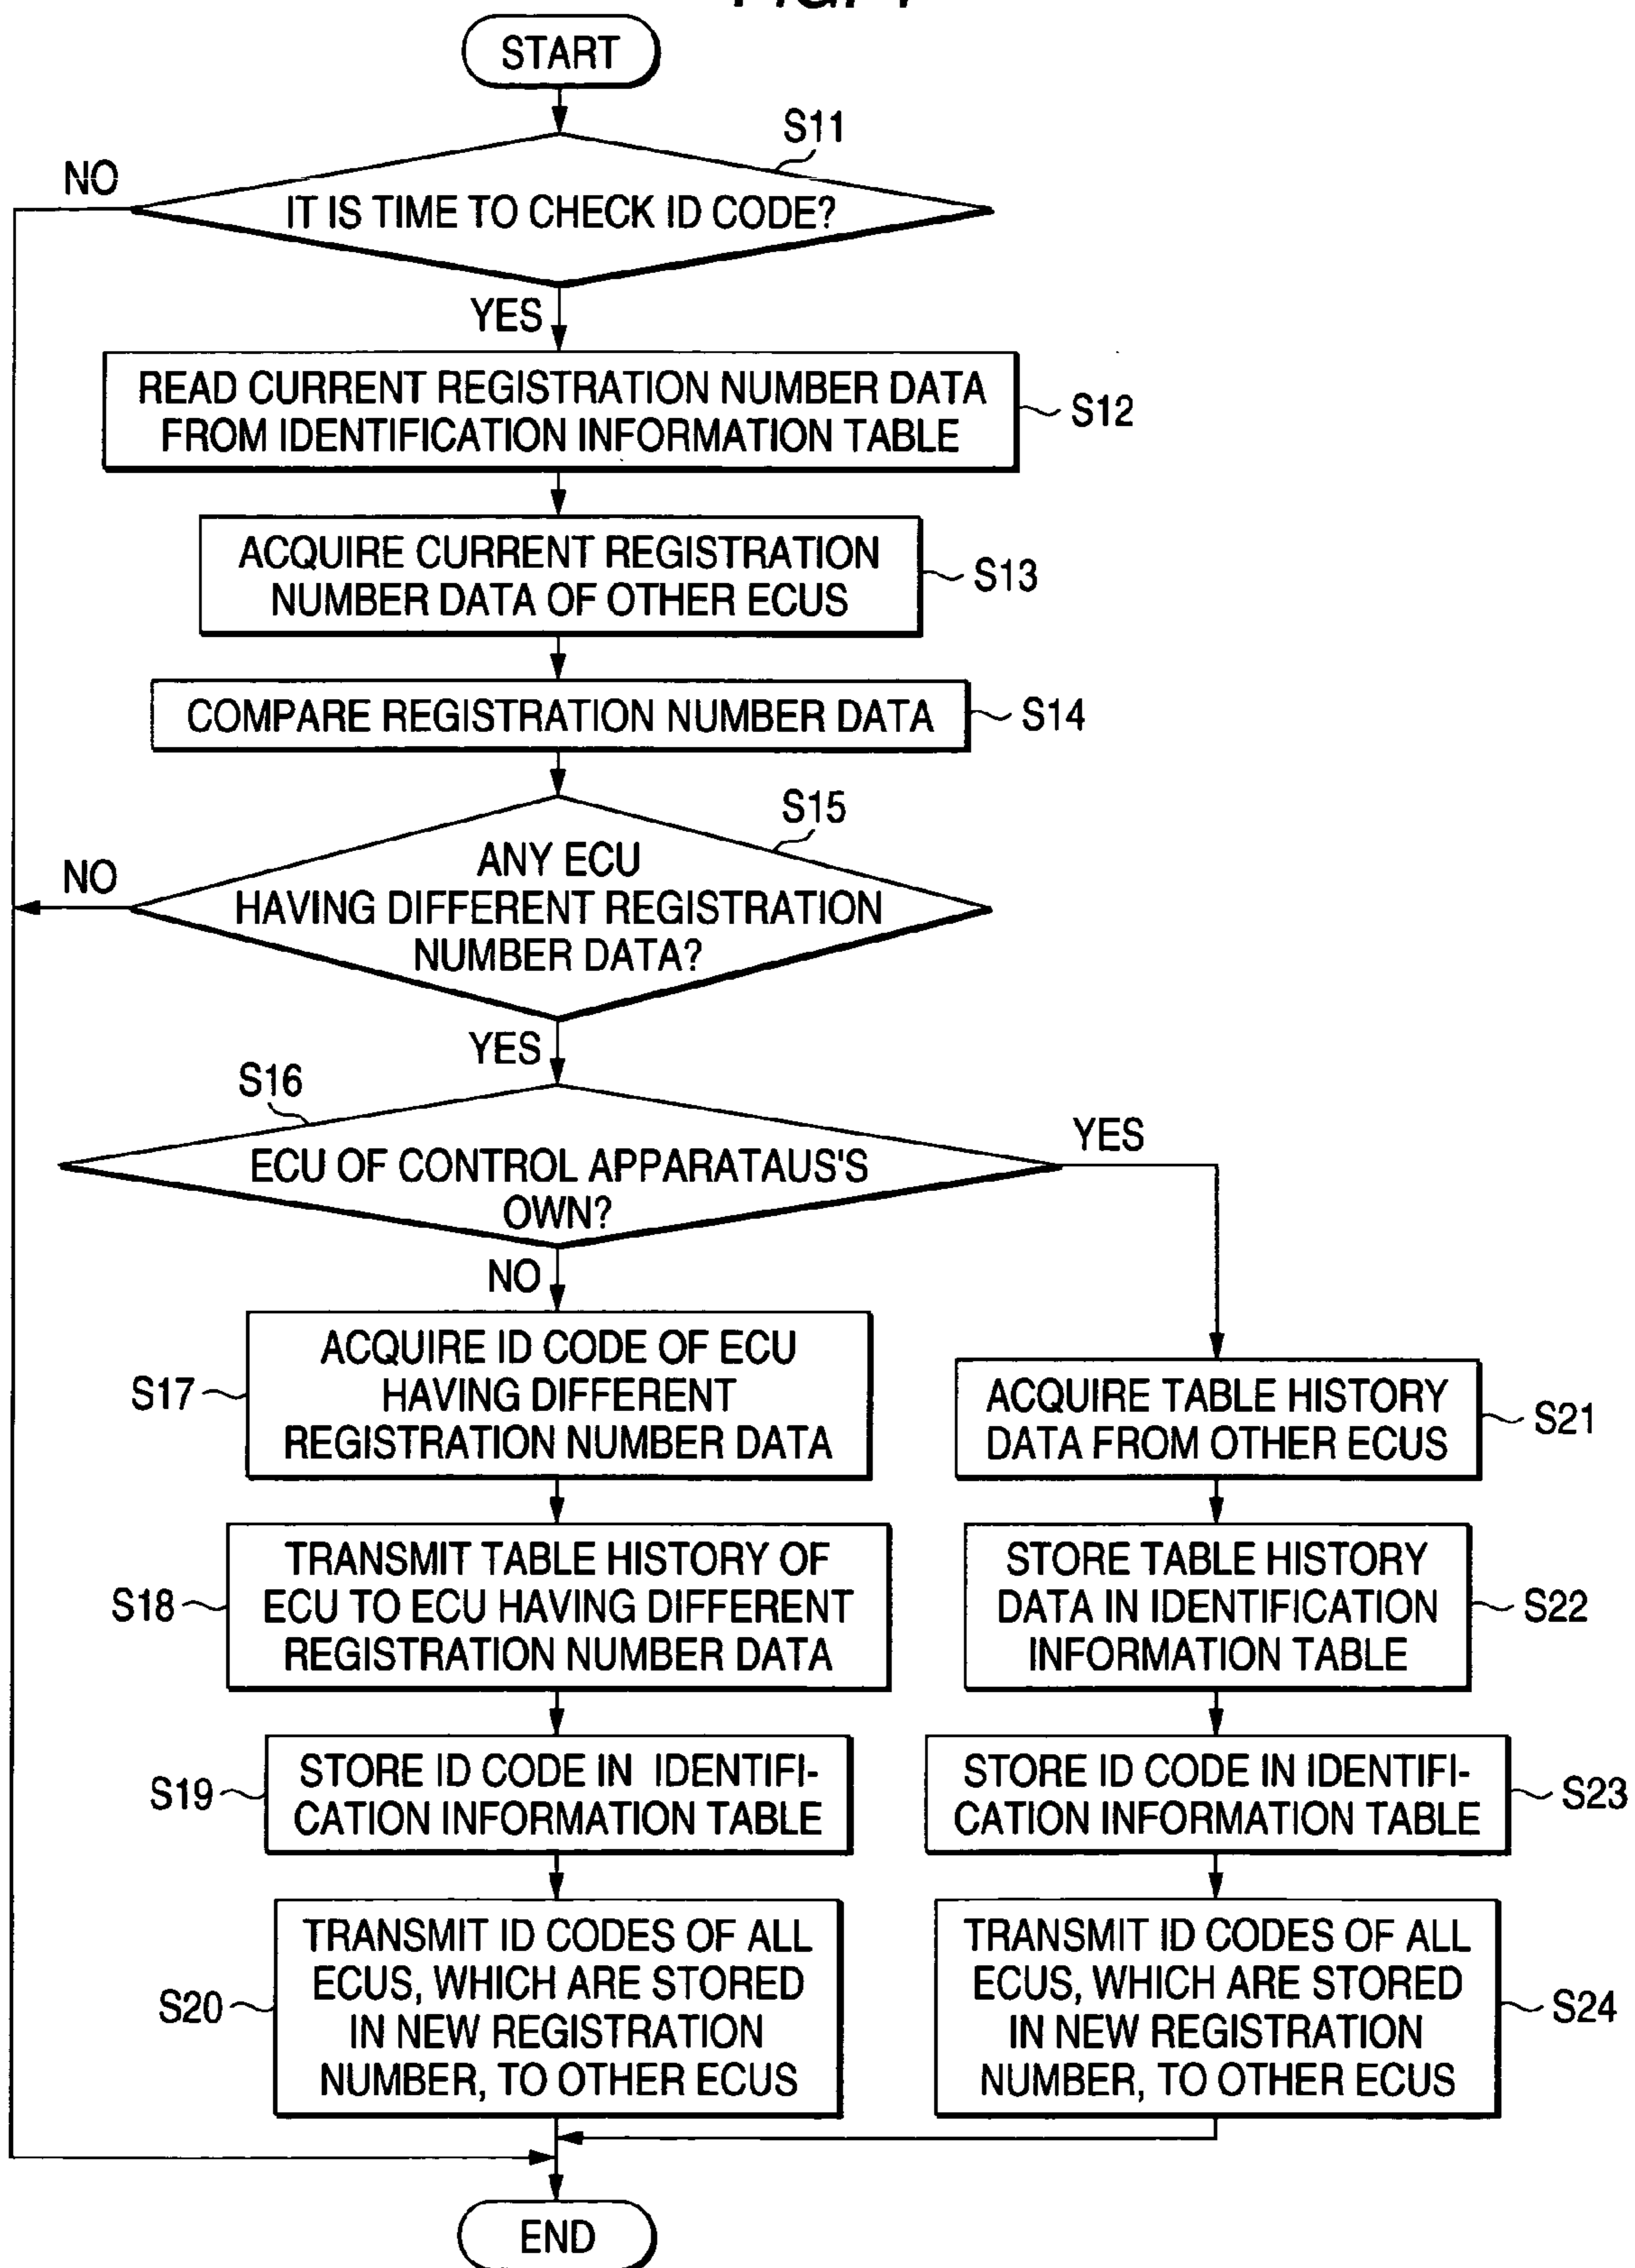 START
S11
NO
IT IS TIME TO CHECK ID CODE?
YES
READ CURRENT REGISTRATION NUMBER DATA
FROM IDENTIFICATION INFORMATION TABLE
S12
ACQUIRE CURRENT REGISTRATION
NUMBER DATA OF OTHER ECUS
S13
COMPARE REGISTRATION NUMBER DATA
S14
S15
NO
ANY ECU
HAVING DIFFERENT REGISTRATION
NUMBER DATA?
YES
S16
YES
ECU OF CONTROL APPARATAUS'S
OWN?
NO
S17
ACQUIRE ID CODE OF ECU
HAVING DIFFERENT
REGISTRATION NUMBER DATA
ACQUIRE TABLE HISTORY
DATA FROM OTHER ECUS
S21
S18
TRANSMIT TABLE HISTORY OF
ECU TO ECU HAVING DIFFERENT
REGISTRATION NUMBER DATA
STORE TABLE HISTORY
DATA IN IDENTIFICATION
INFORMATION TABLE
S22
S19
STORE ID CODE IN IDENTIFI-
CATION INFORMATION TABLE
STORE ID CODE IN IDENTIFI-
CATION INFORMATION TABLE
S23
S20
TRANSMIT ID CODES OF ALL
ECUS, WHICH ARE STORED
IN NEW REGISTRATION
NUMBER, TO OTHER ECUS
TRANSMIT ID CODES OF ALL
ECUS, WHICH ARE STORED
IN NEW REGISTRATION
NUMBER, TO OTHER ECUS
S24
END